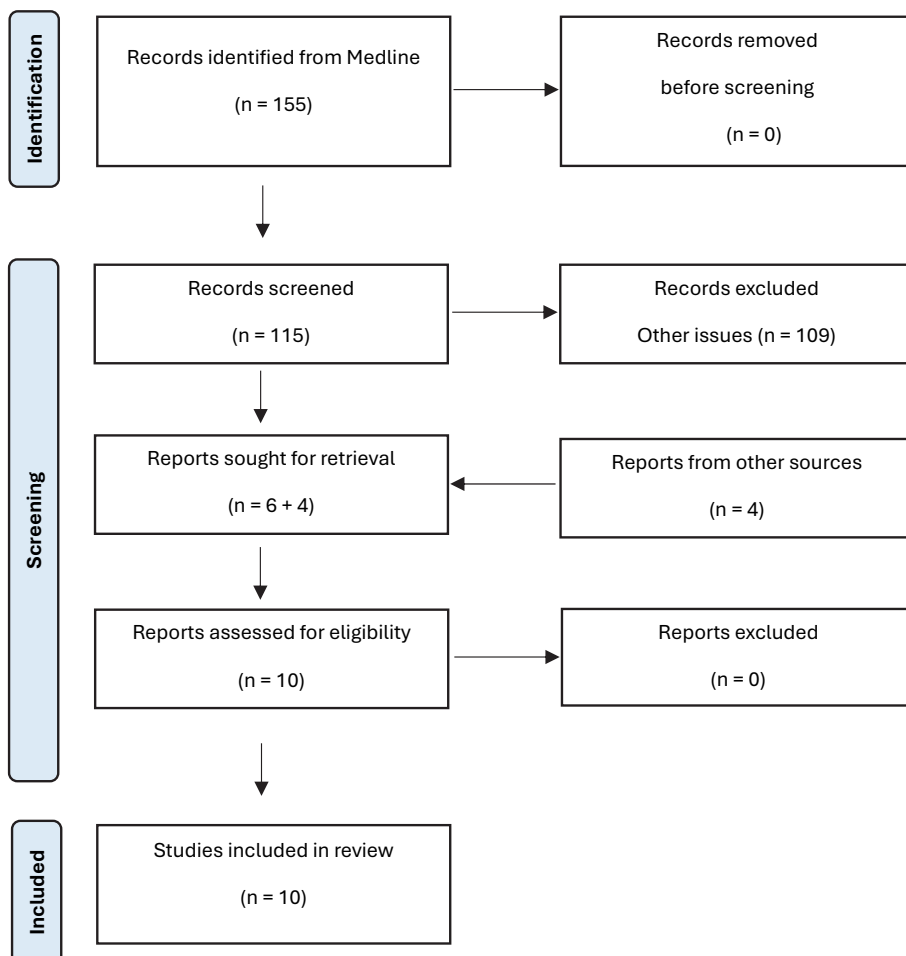 Identification
Records identified from Medline
(n = 155)
Records removed
before screening
(n = 0)
Screening
Records screened
(n = 115)
Records excluded
Other issues (n = 109)
Reports sought for retrieval
(n = 6 + 4)
Reports from other sources
(n = 4)
Reports assessed for eligibility
(n = 10)
Reports excluded
(n = 0)
Included
Studies included in review
(n = 10)